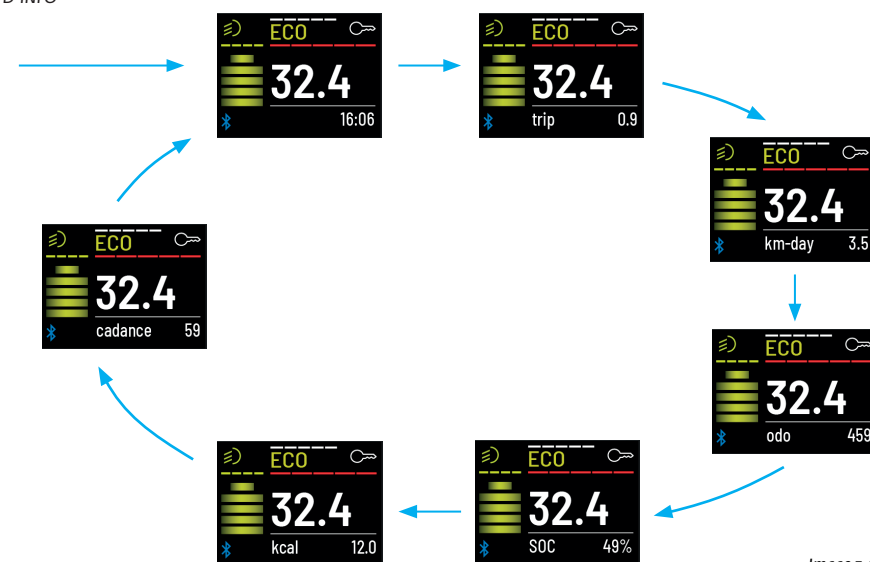 D INFO
ECO
32.4
16:06
ECO
32.4
trip 0.9
ECO
32.4
km-day 3.5
ECO
32.4
odo 459
ECO
32.4
SOC 49%
ECO
32.4
kcal 12.0
ECO
32.4
cadance 59